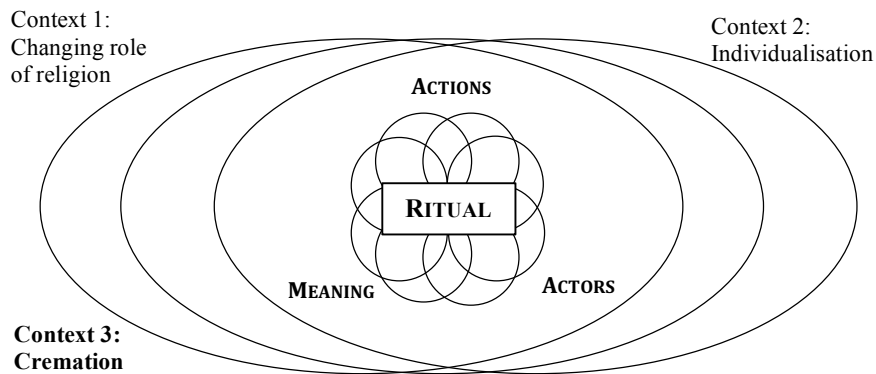 Context 1:
Changing role
of religion
Context 2:
Individualisation
ACTIONS
RITUAL
MEANING
ACTORS
Context 3:
Cremation